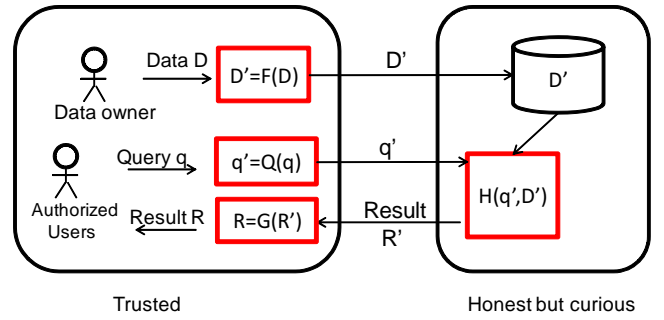 Data D
D’=F(D)
D’
D’
Data owner
Query q
q’=Q(q)
q’
H(q’,D’)
Authorized
Users
Result R
R=G(R’)
Result
R’
Trusted
Honest but curious